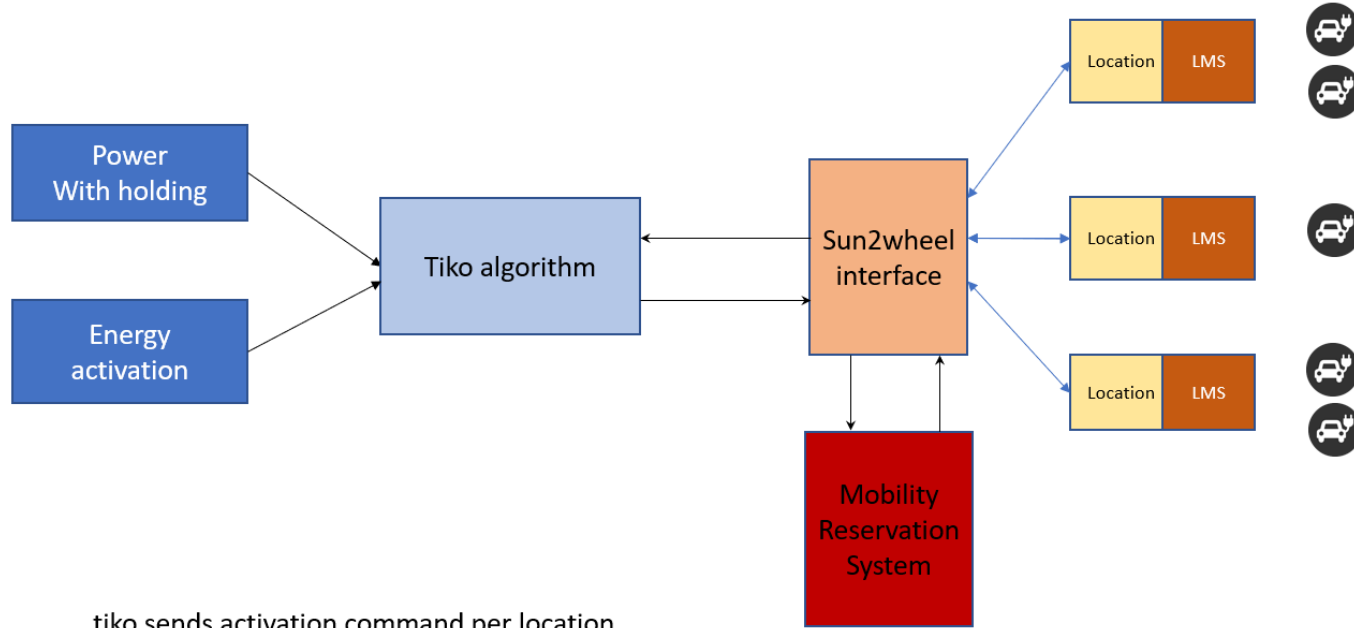 Power
With holding
Energy
activation
Tiko algorithm
Sun2wheel
interface
Mobility
Reservation
System
Location LMS
Location LMS
Location LMS
tiko sends activation command per location